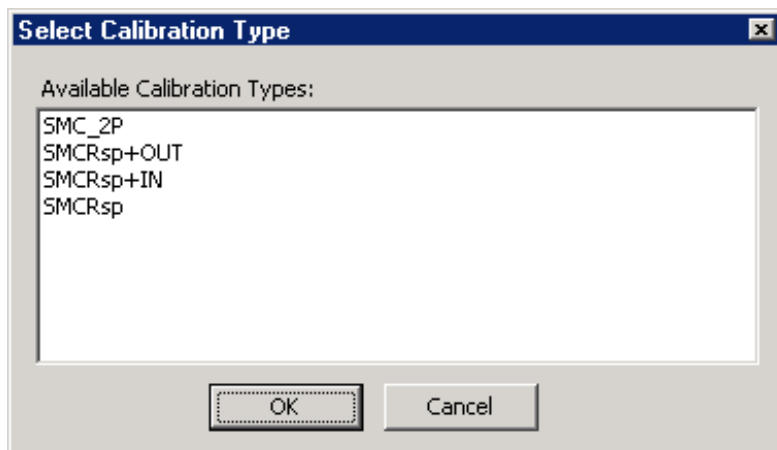 Select Calibration Type
Available Calibration Types:
SMC_2P
SMCRsp+OUT
SMCRsp+IN
SMCRsp
OK Cancel